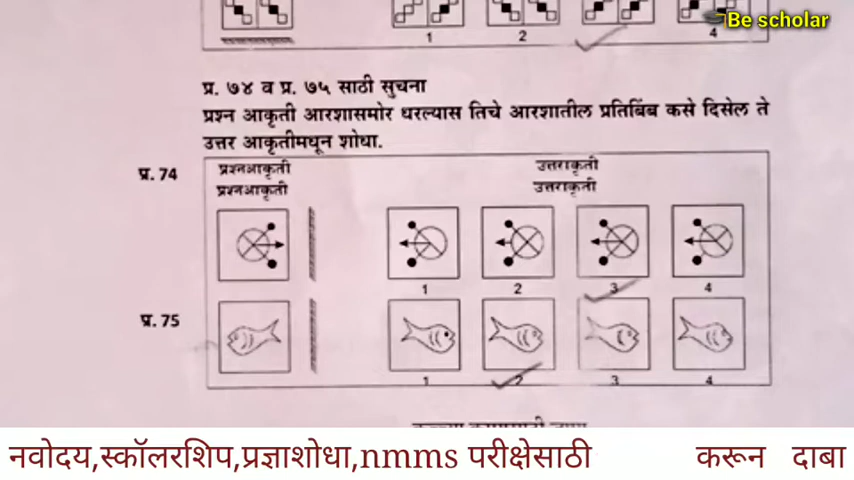 Be scholar
1 2 4
प्र. ७४ व प्र. ७५ साठी सुचना
प्रश्न आकृती आरशासमोर धरल्यास तिचे आरशातील प्रतिबिंब कसे दिसेल ते
उत्तर आकृतीमधून शोधा.
प्र. 74 प्रश्नआकृती उत्तराकृती
प्रश्नआकृती उत्तराकृती
1 2 3 4
प्र. 75
1 2 3 4
नवोदय,स्कॉलरशिप,प्रज्ञाशोधा,nmms परीक्षेसाठी करून दाबा